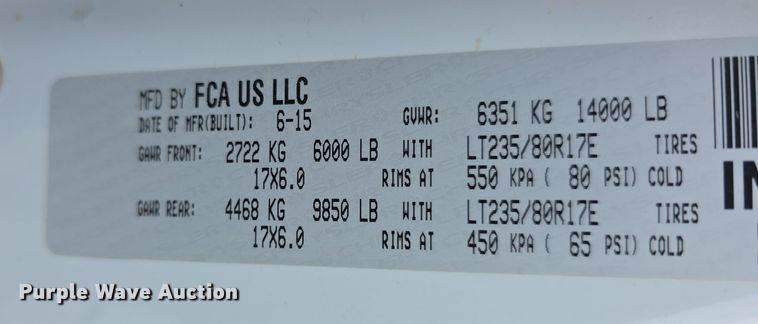 MFD BY FCA US LLC
DATE OF MFR(BUILT): 6-15 GVWR: 6351 KG 14000 LB
GAWR FRONT: 2722 KG 6000 LB WITH LT235/80R17E TIRES
17X6.0 RIMS AT 550 KPA ( 80 PSI) COLD
GAWR REAR: 4468 KG 9850 LB WITH LT235/80R17E TIRES
17X6.0 RIMS AT 450 KPA ( 65 PSI) COLD
Purple Wave Auction